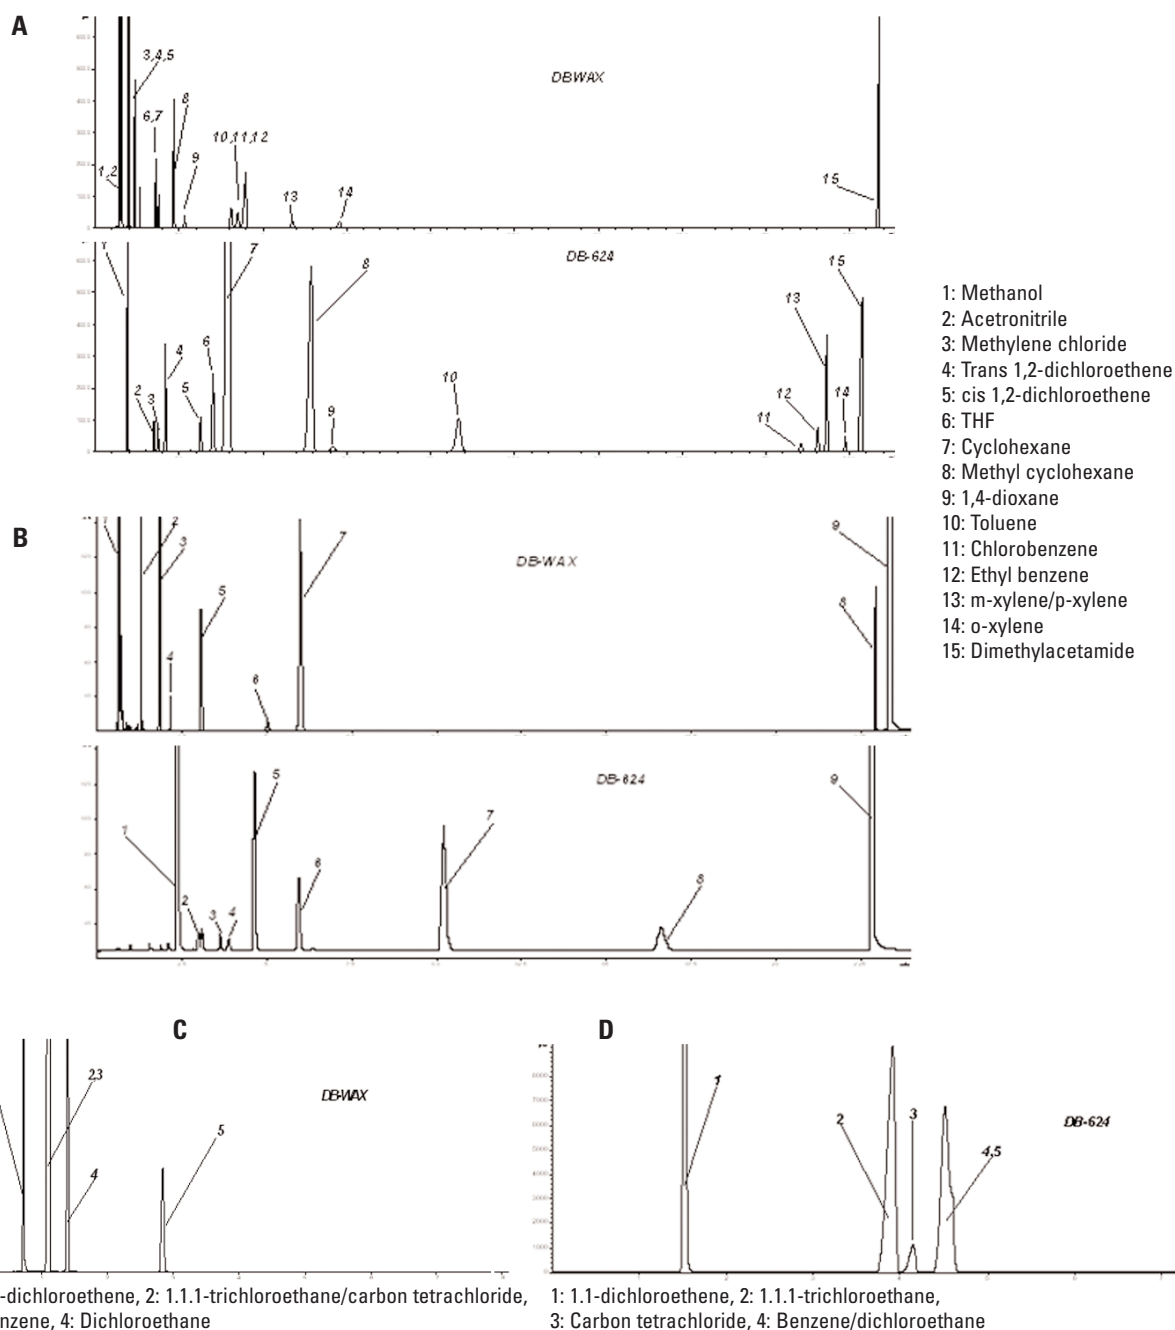 A
DBWAX
3,4,5
6,7
8
1,2
9
10,11,12
13
14
15
DB-624
1
2
3
4
5
6
7
8
9
10
11
12
13
14
15
1: Methanol
2: Acetronitrile
3: Methylene chloride
4: Trans 1,2-dichloroethene
5: cis 1,2-dichloroethene
6: THF
7: Cyclohexane
8: Methyl cyclohexane
9: 1,4-dioxane
10: Toluene
11: Chlorobenzene
12: Ethyl benzene
13: m-xylene/p-xylene
14: o-xylene
15: Dimethylacetamide
B
DB-WAX
1
2
3
4
5
6
7
8
9
DB-624
1
2
3
4
5
6
7
8
9
C
DB-WAX
23
4
5
-dichloroethene, 2: 1.1.1-trichloroethane/carbon tetrachloride,
nzene, 4: Dichloroethane
D
DB-624
1
2
3
4,5
1: 1.1-dichloroethene, 2: 1.1.1-trichloroethane,
3: Carbon tetrachloride, 4: Benzene/dichloroethane